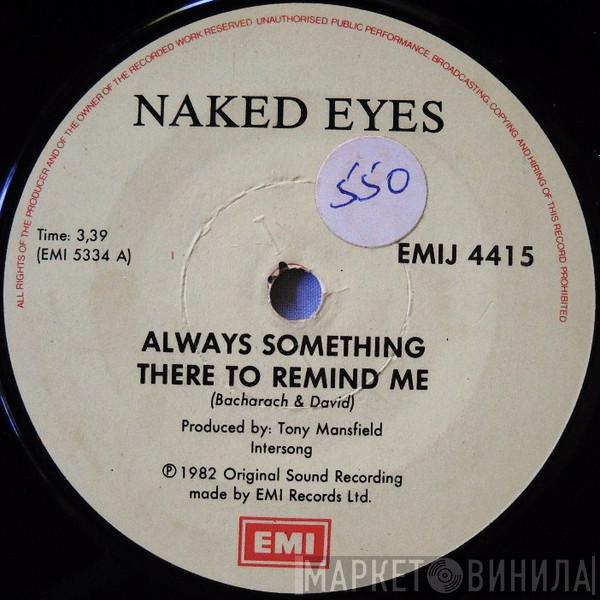 ALL RIGHTS OF THE PRODUCER AND OF THE OWNER OF THE RECORDED WORK RESERVED UNAUTHORISED PUBLIC PERFORMANCE, BROADCASTING, COPYING AND HIRING OF THIS RECORD PROHIBITED
NAKED EYES
550
Time: 3,39
(EMI 5334 A)
EMIJ 4415
ALWAYS SOMETHING
THERE TO REMIND ME
(Bacharach & David)
Produced by: Tony Mansfield
Intersong
℗ 1982 Original Sound Recording
made by EMI Records Ltd.
EMI
МАРКЕТ ВИНИЛА